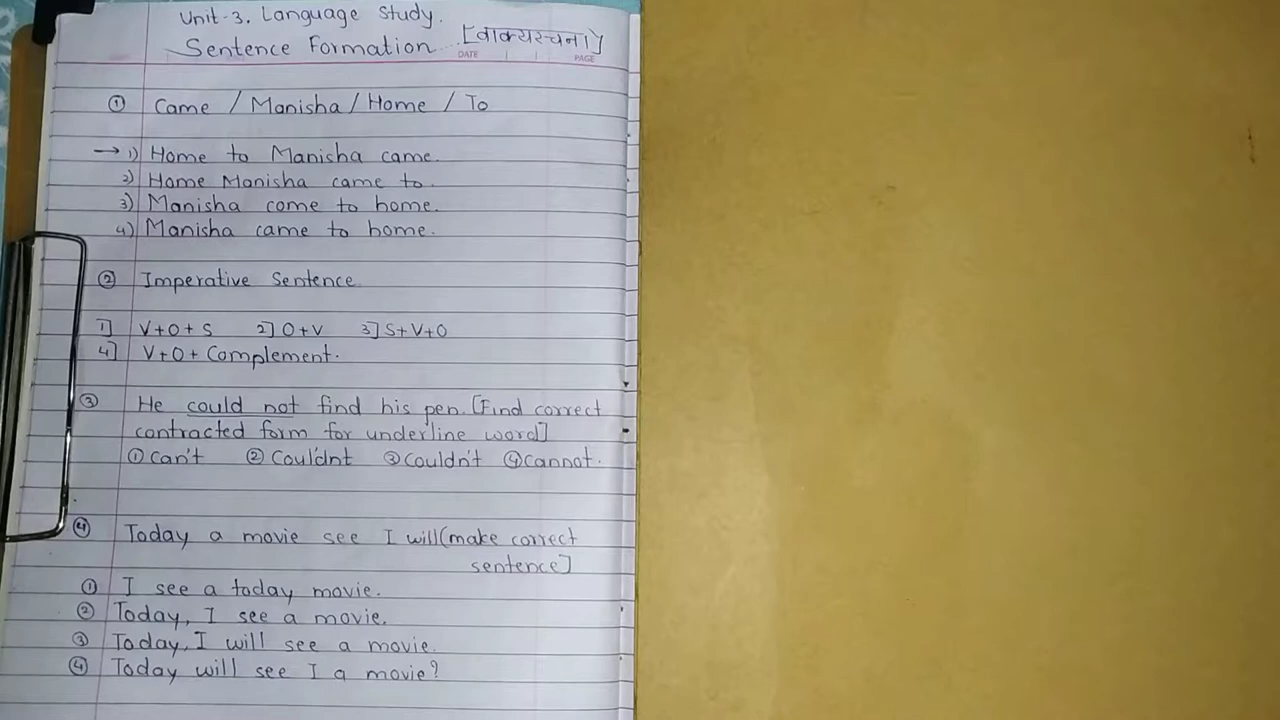 Unit-3. Language study.
Sentence Formation [वाक्यरचना]
DATE PAGE
① Came / Manisha / Home / To
→ 1) Home to Manisha came.
2) Home Manisha came to.
3) Manisha come to home.
4) Manisha came to home.
② Imperative Sentence
1] V+O+S 2] O+V 3] S+V+O
4] V+O+ Complement.
③ He could not find his pen. [Find correct
contracted form for underline word]
① Can't ② Could'nt ③ Couldn't ④ Cannot.
④ Today a movie see I will (make correct
sentence]
① I see a today movie.
② Today, I see a movie.
③ Today, I will see a movie.
④ Today will see I a movie?